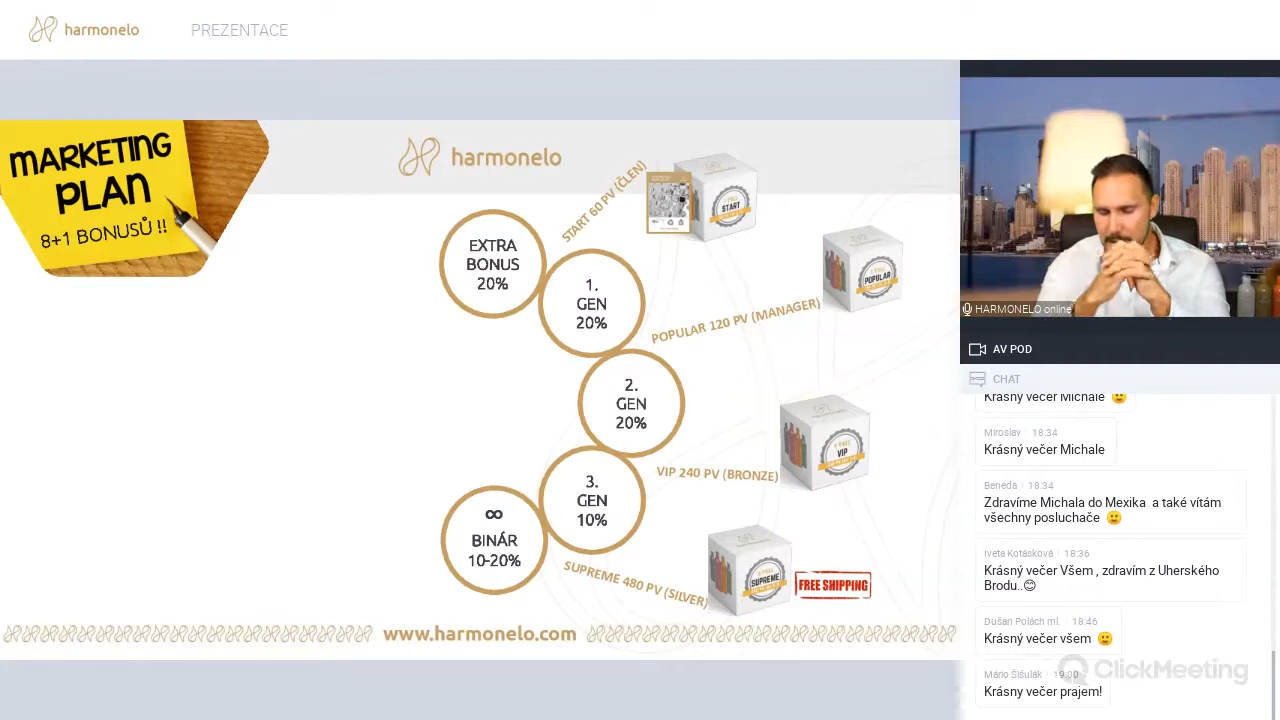 harmonelo
PREZENTACE
MARKETING
PLAN
8+1 BONUSŮ !!
harmonelo
EXTRA
BONUS
20%
1.
GEN
20%
2.
GEN
20%
3.
GEN
10%
∞
BINÁR
10-20%
START 60 PV (ČLEN)
START
POPULAR 120 PV (MANAGER)
POPULAR
VIP 240 PV (BRONZE)
harmonelo
VIP
SUPREME 480 PV (SILVER)
harmonelo
SUPREME
FREE SHIPPING
www.harmonelo.com
HARMONELO online
AV POD
CHAT
Krásný večer Michale 🙂
Miroslav 18:34
Krásný večer Michale
Beneda 18:34
Zdravíme Michala do Mexika a také vítám
všechny posluchače 🙂
Iveta Kotásková 18:36
Krásný večer Všem , zdravím z Uherského
Brodu..😊
Dušan Polách ml. 18:46
Krásný večer všem 🙂
Mário Šišulák 19:00
Krásny večer prajem!
ClickMeeting